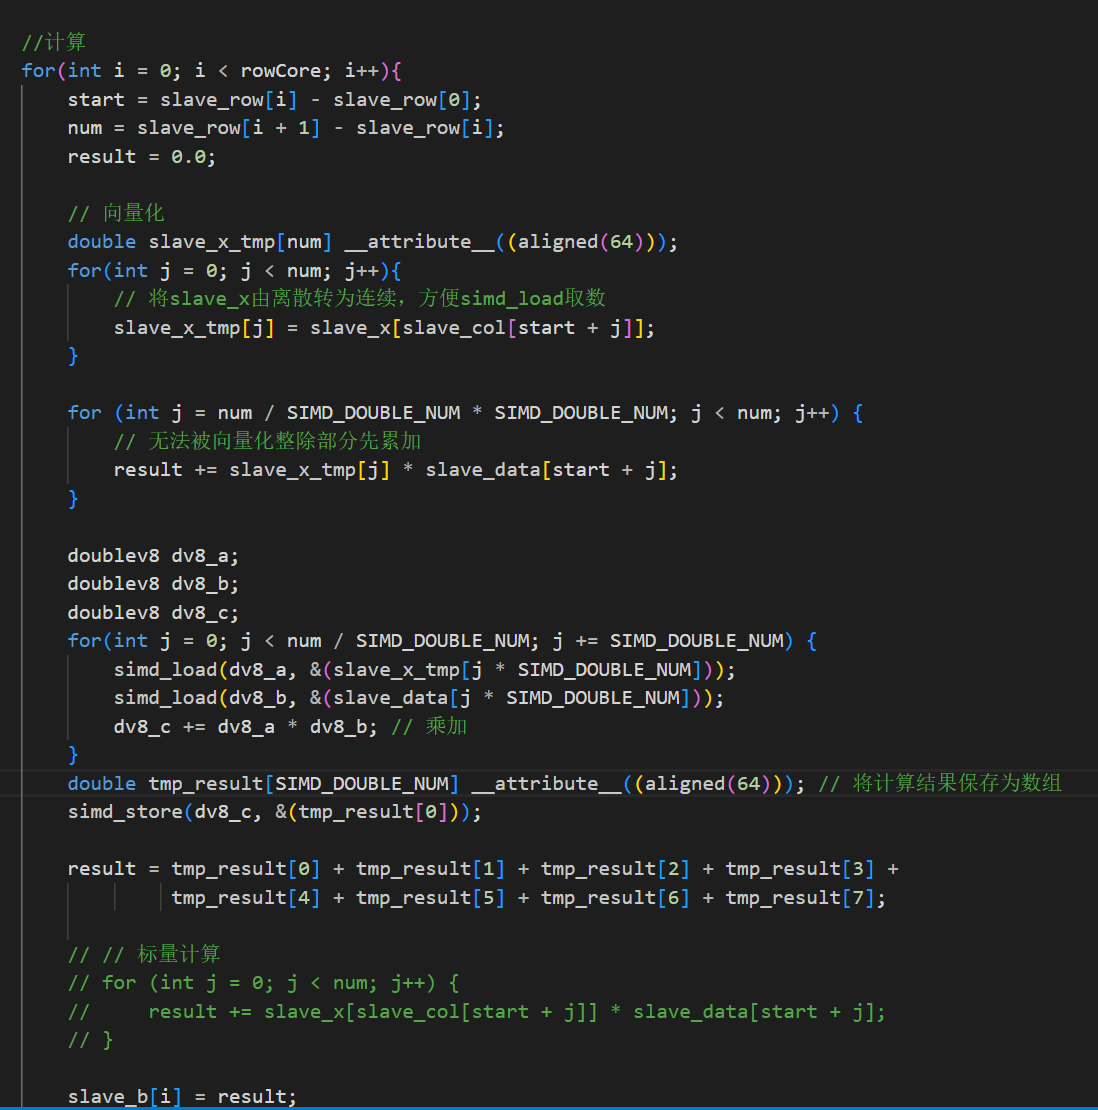 //计算
for(int i = 0; i < rowCore; i++){
    start = slave_row[i] - slave_row[0];
    num = slave_row[i + 1] - slave_row[i];
    result = 0.0;

    // 向量化
    double slave_x_tmp[num] __attribute__((aligned(64)));
    for(int j = 0; j < num; j++){
        // 将slave_x由离散转为连续，方便simd_load取数
        slave_x_tmp[j] = slave_x[slave_col[start + j]];
    }

    for (int j = num / SIMD_DOUBLE_NUM * SIMD_DOUBLE_NUM; j < num; j++) {
        // 无法被向量化整除部分先累加
        result += slave_x_tmp[j] * slave_data[start + j];
    }

    doublev8 dv8_a;
    doublev8 dv8_b;
    doublev8 dv8_c;
    for(int j = 0; j < num / SIMD_DOUBLE_NUM; j += SIMD_DOUBLE_NUM) {
        simd_load(dv8_a, &(slave_x_tmp[j * SIMD_DOUBLE_NUM]));
        simd_load(dv8_b, &(slave_data[j * SIMD_DOUBLE_NUM]));
        dv8_c += dv8_a * dv8_b; // 乘加
    }
    double tmp_result[SIMD_DOUBLE_NUM] __attribute__((aligned(64))); // 将计算结果保存为数组
    simd_store(dv8_c, &(tmp_result[0]));

    result = tmp_result[0] + tmp_result[1] + tmp_result[2] + tmp_result[3] +
             tmp_result[4] + tmp_result[5] + tmp_result[6] + tmp_result[7];

    // // 标量计算
    // for (int j = 0; j < num; j++) {
    //     result += slave_x[slave_col[start + j]] * slave_data[start + j];
    // }

    slave_b[i] = result;